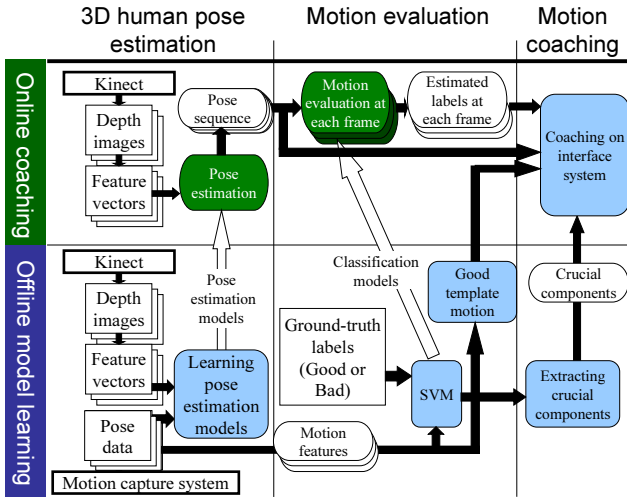 3D human pose
estimation
Motion evaluation
Motion
coaching
Online coaching
Kinect
Depth
images
Feature
vectors
Pose
sequence
Pose
estimation
Motion
evaluation at
each frame
Estimated
labels at
each frame
Coaching on
interface
system
Offline model learning
Kinect
Depth
images
Feature
vectors
Pose
data
Motion capture system
Pose
estimation
models
Learning
pose
estimation
models
Classification
models
Ground-truth
labels
(Good or
Bad)
Motion
features
SVM
Good
template
motion
Crucial
components
Extracting
crucial
components